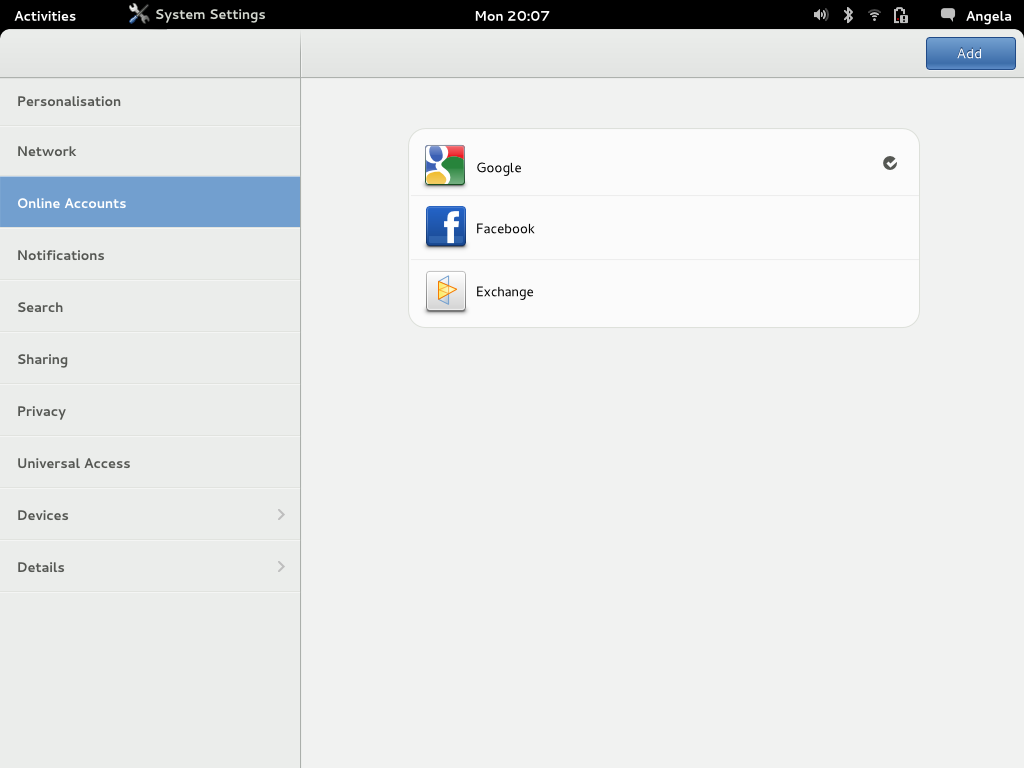 Activities
System Settings
Mon 20:07
Angela
Add
Personalisation
Network
Online Accounts
Notifications
Search
Sharing
Privacy
Universal Access
Devices
Details
Google
Facebook
Exchange